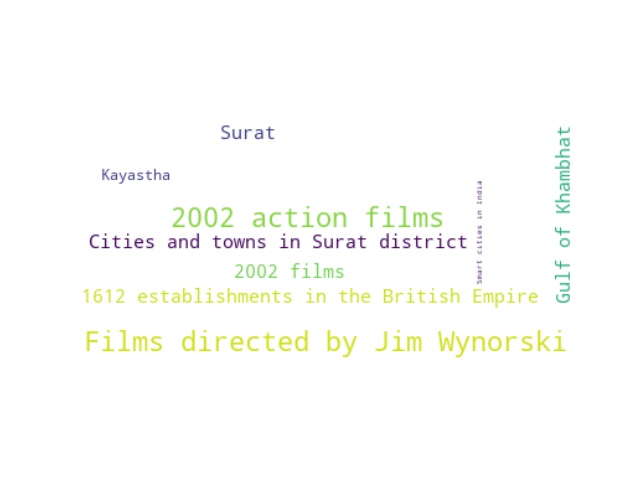 Surat
Kayastha
2002 action films
Cities and towns in Surat district
2002 films
1612 establishments in the British Empire
Films directed by Jim Wynorski
Smart cities in India
Gulf of Khambhat